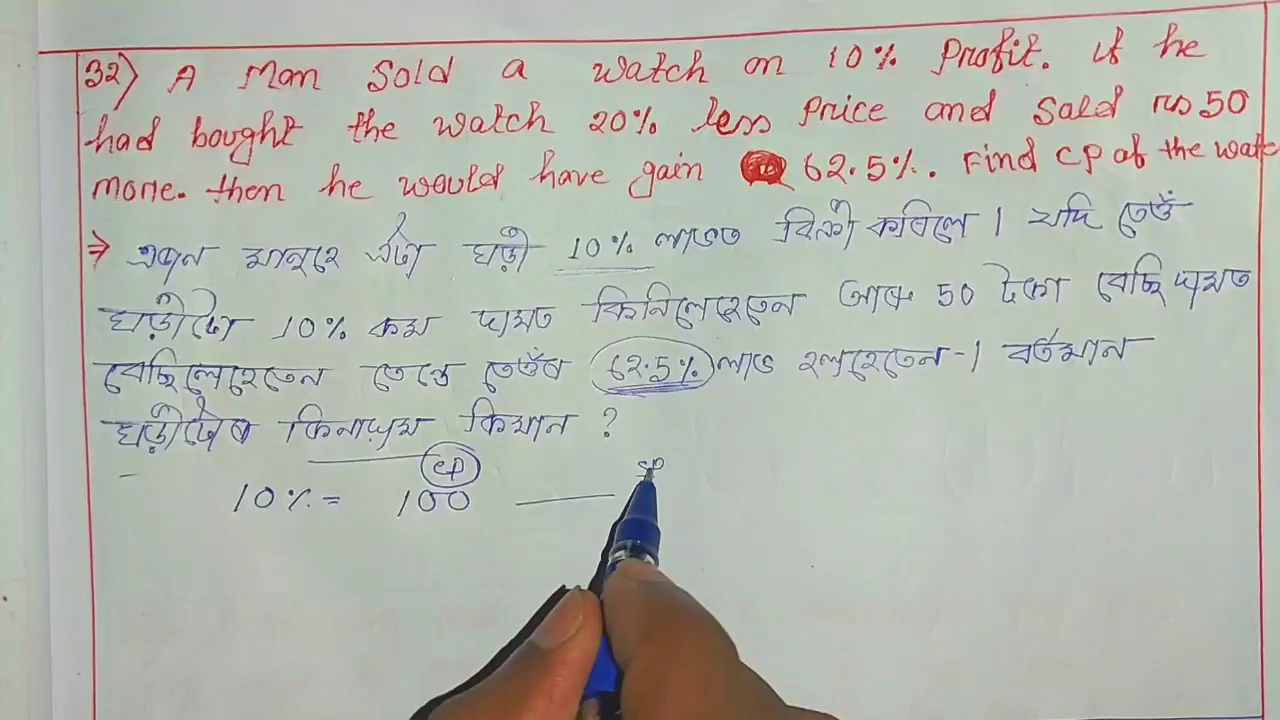 32) A Man Sold a watch on 10% Profit. if he
had bought the watch 20% less Price and Sold rs 50
more. then he would have gain 62.5%. Find CP of the watc
⇒ এজন মানুহে এটা ঘড়ী 10% লাভত বিক্ৰী কৰিলে। যদি তেওঁ
ঘড়ীটো 10% কম দামত কিনিলেহেতেন আৰু 50 টকা বেছি দামত
বেছিলেহেতেন তেন্তে তেওঁৰ 62.5% লাভ হলহেতেন। বৰ্তমান
ঘড়ীটোৰ কিনাদাম কিমান ?
CP SP
10% = 100